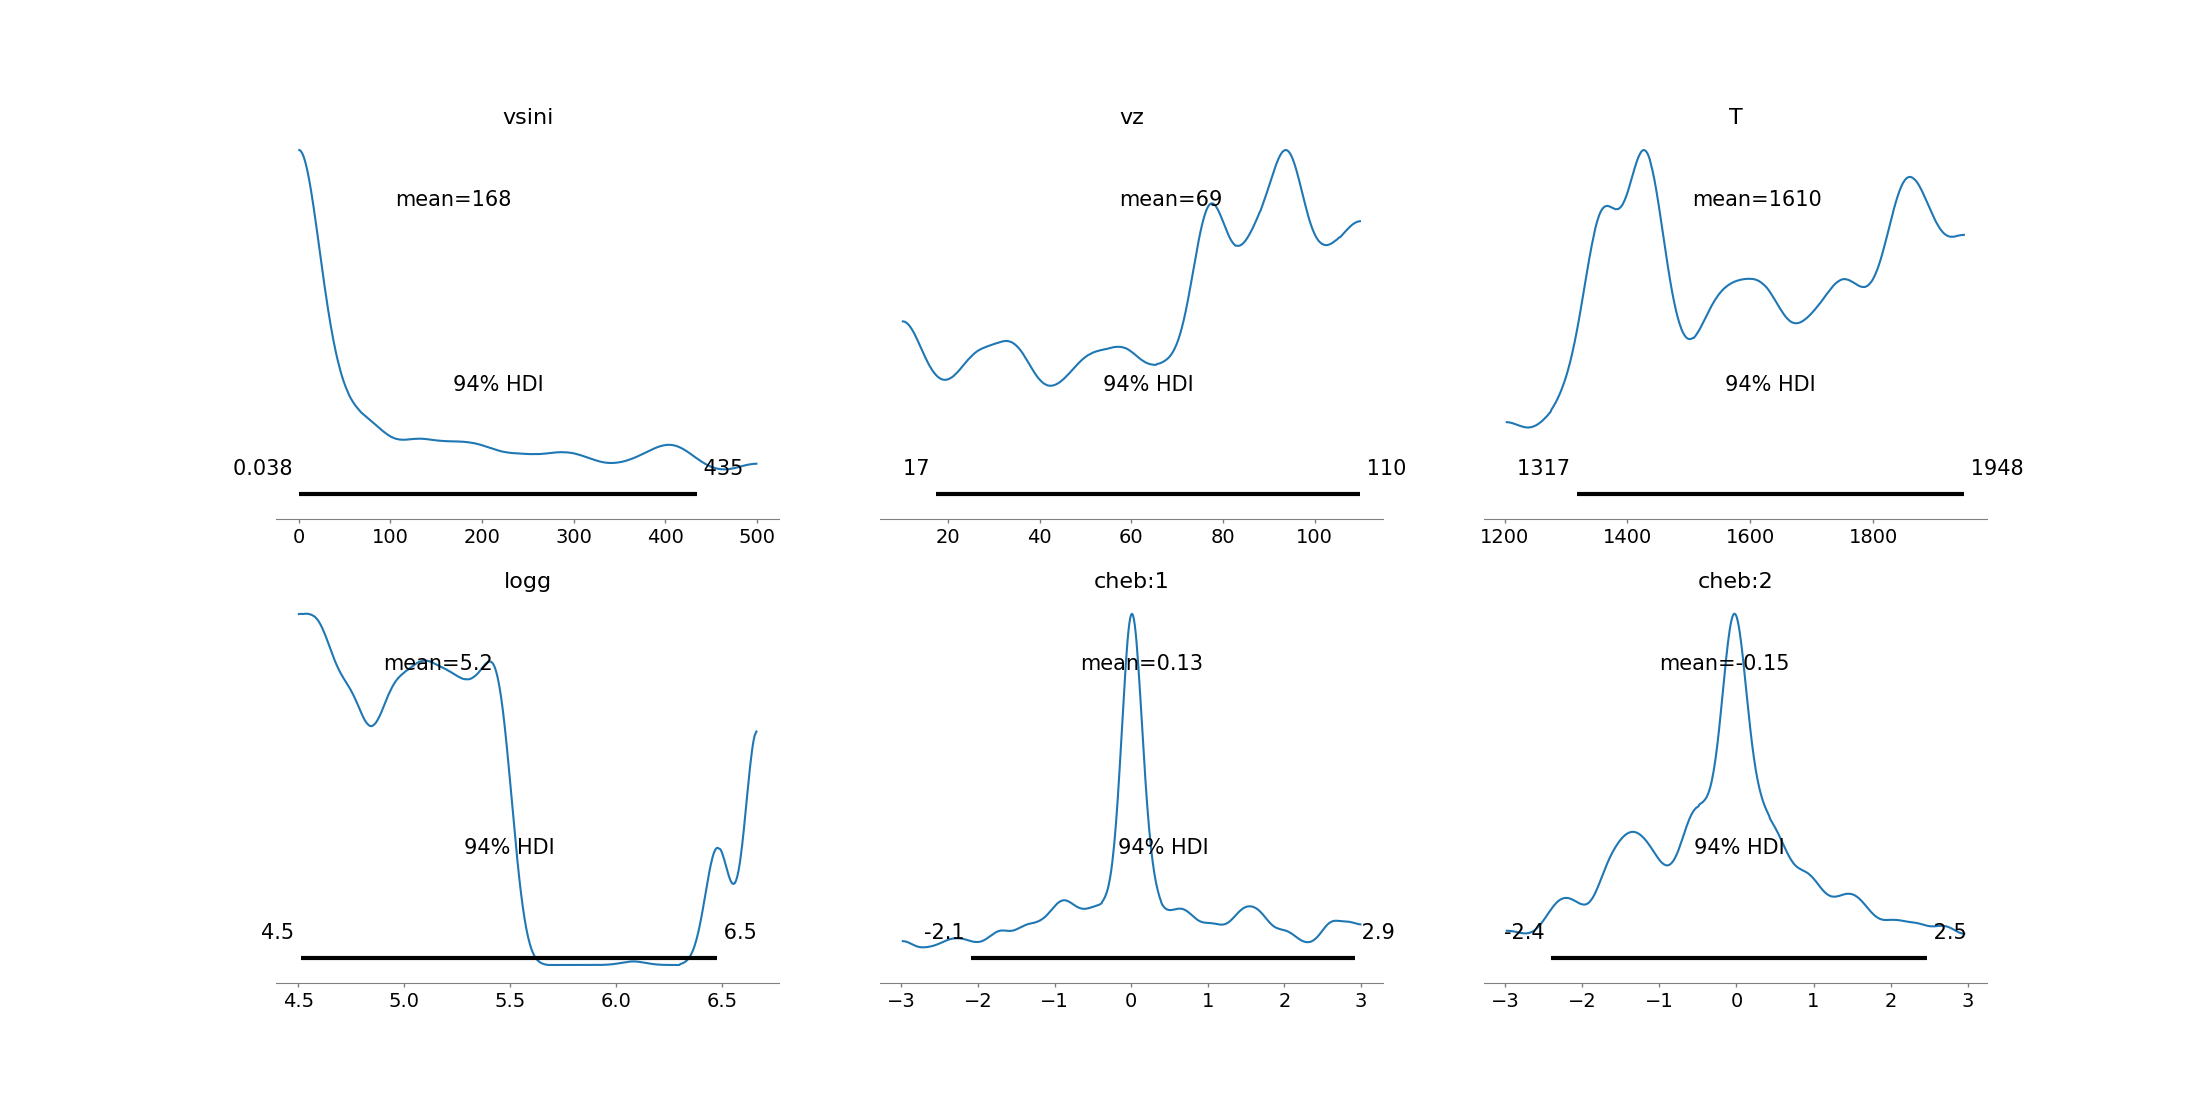 vsini
mean=168
94% HDI
0.038 435
0 100 200 300 400 500
vz
mean=69
94% HDI
17 110
20 40 60 80 100
T
mean=1610
94% HDI
1317 1948
1200 1400 1600 1800
logg
mean=5.2
94% HDI
4.5 6.5
4.5 5.0 5.5 6.0 6.5
cheb:1
mean=0.13
94% HDI
-2.1 2.9
−3 −2 −1 0 1 2 3
cheb:2
mean=-0.15
94% HDI
-2.4 2.5
−3 −2 −1 0 1 2 3